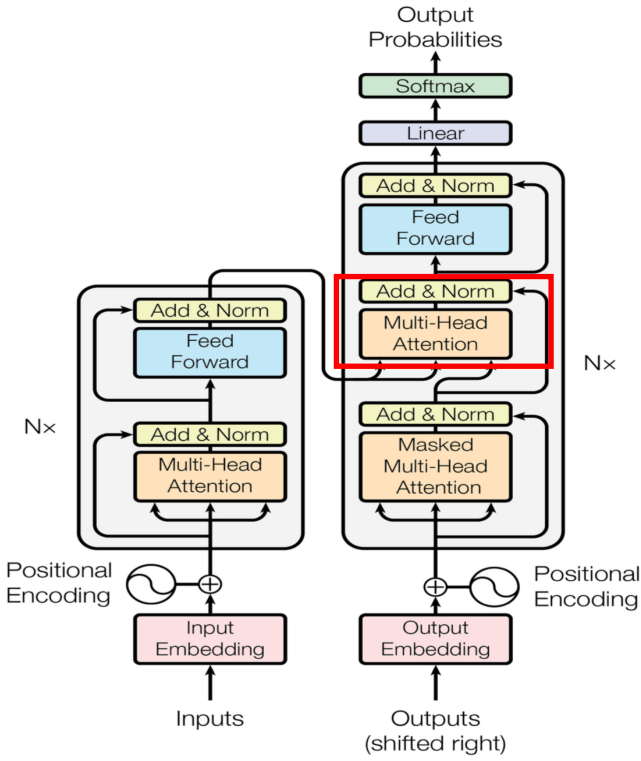 Output
Probabilities
Softmax
Linear
Add & Norm
Feed
Forward
Add & Norm
Multi-Head
Attention
Add & Norm
Masked
Multi-Head
Attention
Nx
Add & Norm
Feed
Forward
Add & Norm
Multi-Head
Attention
Nx
Positional
Encoding
Positional
Encoding
Input
Embedding
Output
Embedding
Inputs
Outputs
(shifted right)